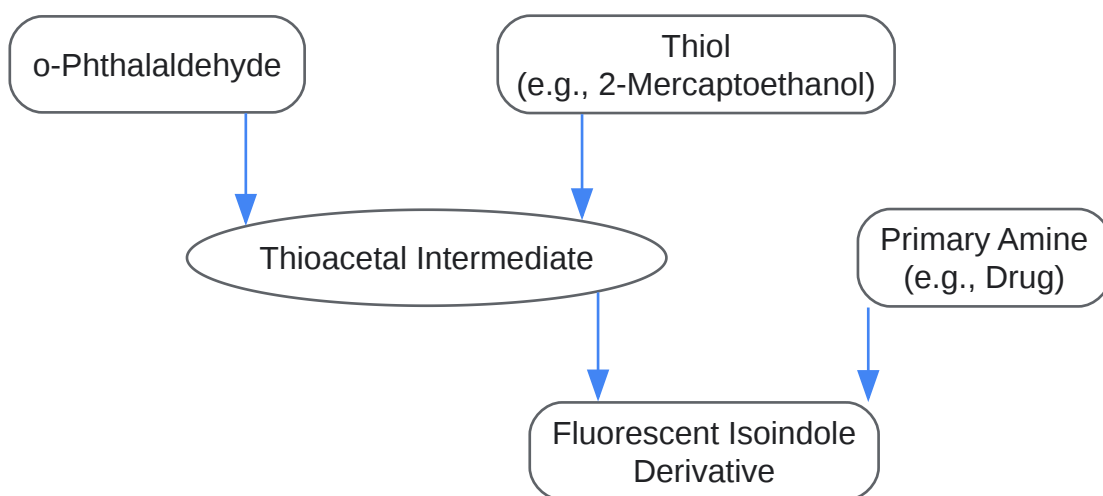 o-Phthalaldehyde
Thiol
(e.g., 2-Mercaptoethanol)
Thioacetal Intermediate
Primary Amine
(e.g., Drug)
Fluorescent Isoindole
Derivative